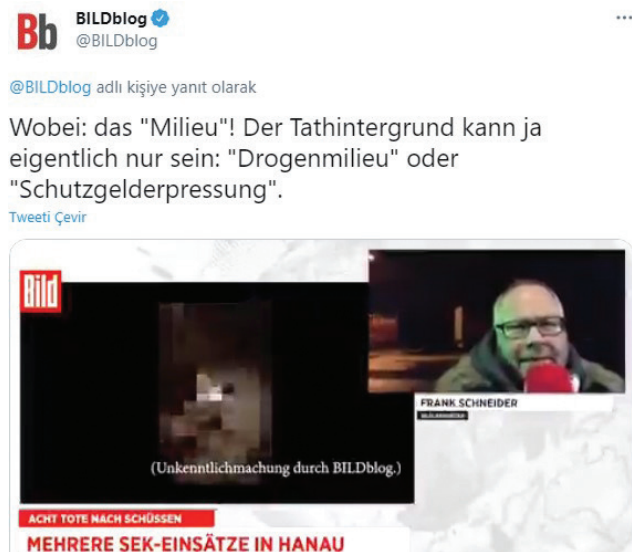 Bb
BILDblog
@BILDblog
@BILDblog adlı kişiye yanıt olarak
Wobei: das "Milieu"! Der Tathintergrund kann ja
eigentlich nur sein: "Drogenmilieu" oder
"Schutzgelderpressung".
Tweeti Çevir
Bild
FRANK SCHNEIDER
(Unkenntlichmachung durch BILDblog.)
ACHT TOTE NACH SCHÜSSEN
MEHRERE SEK-EINSÄTZE IN HANAU